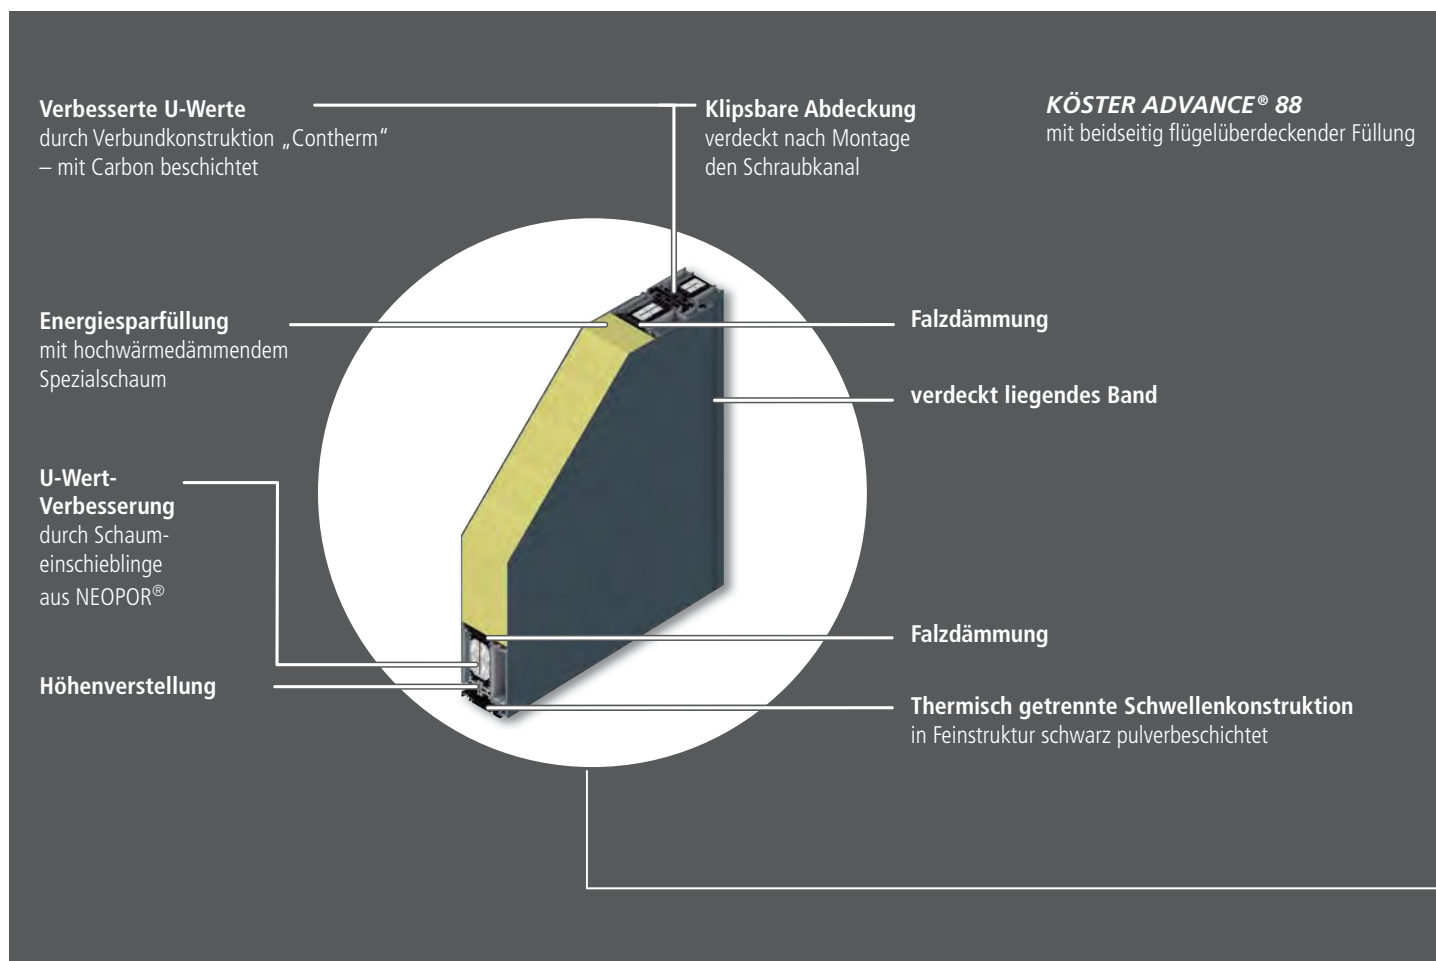 Verbesserte U-Werte
durch Verbundkonstruktion „Contherm“
– mit Carbon beschichtet
Klipsbare Abdeckung
verdeckt nach Montage
den Schraubkanal
KÖSTER ADVANCE® 88
mit beidseitig flügelüberdeckender Füllung
Energiesparfüllung
mit hochwärmedämmendem
Spezialschaum
Falzdämmung
verdeckt liegendes Band
U-Wert-
Verbesserung
durch Schaum-
einschieblinge
aus NEOPOR®
Falzdämmung
Höhenverstellung
Thermisch getrennte Schwellenkonstruktion
in Feinstruktur schwarz pulverbeschichtet